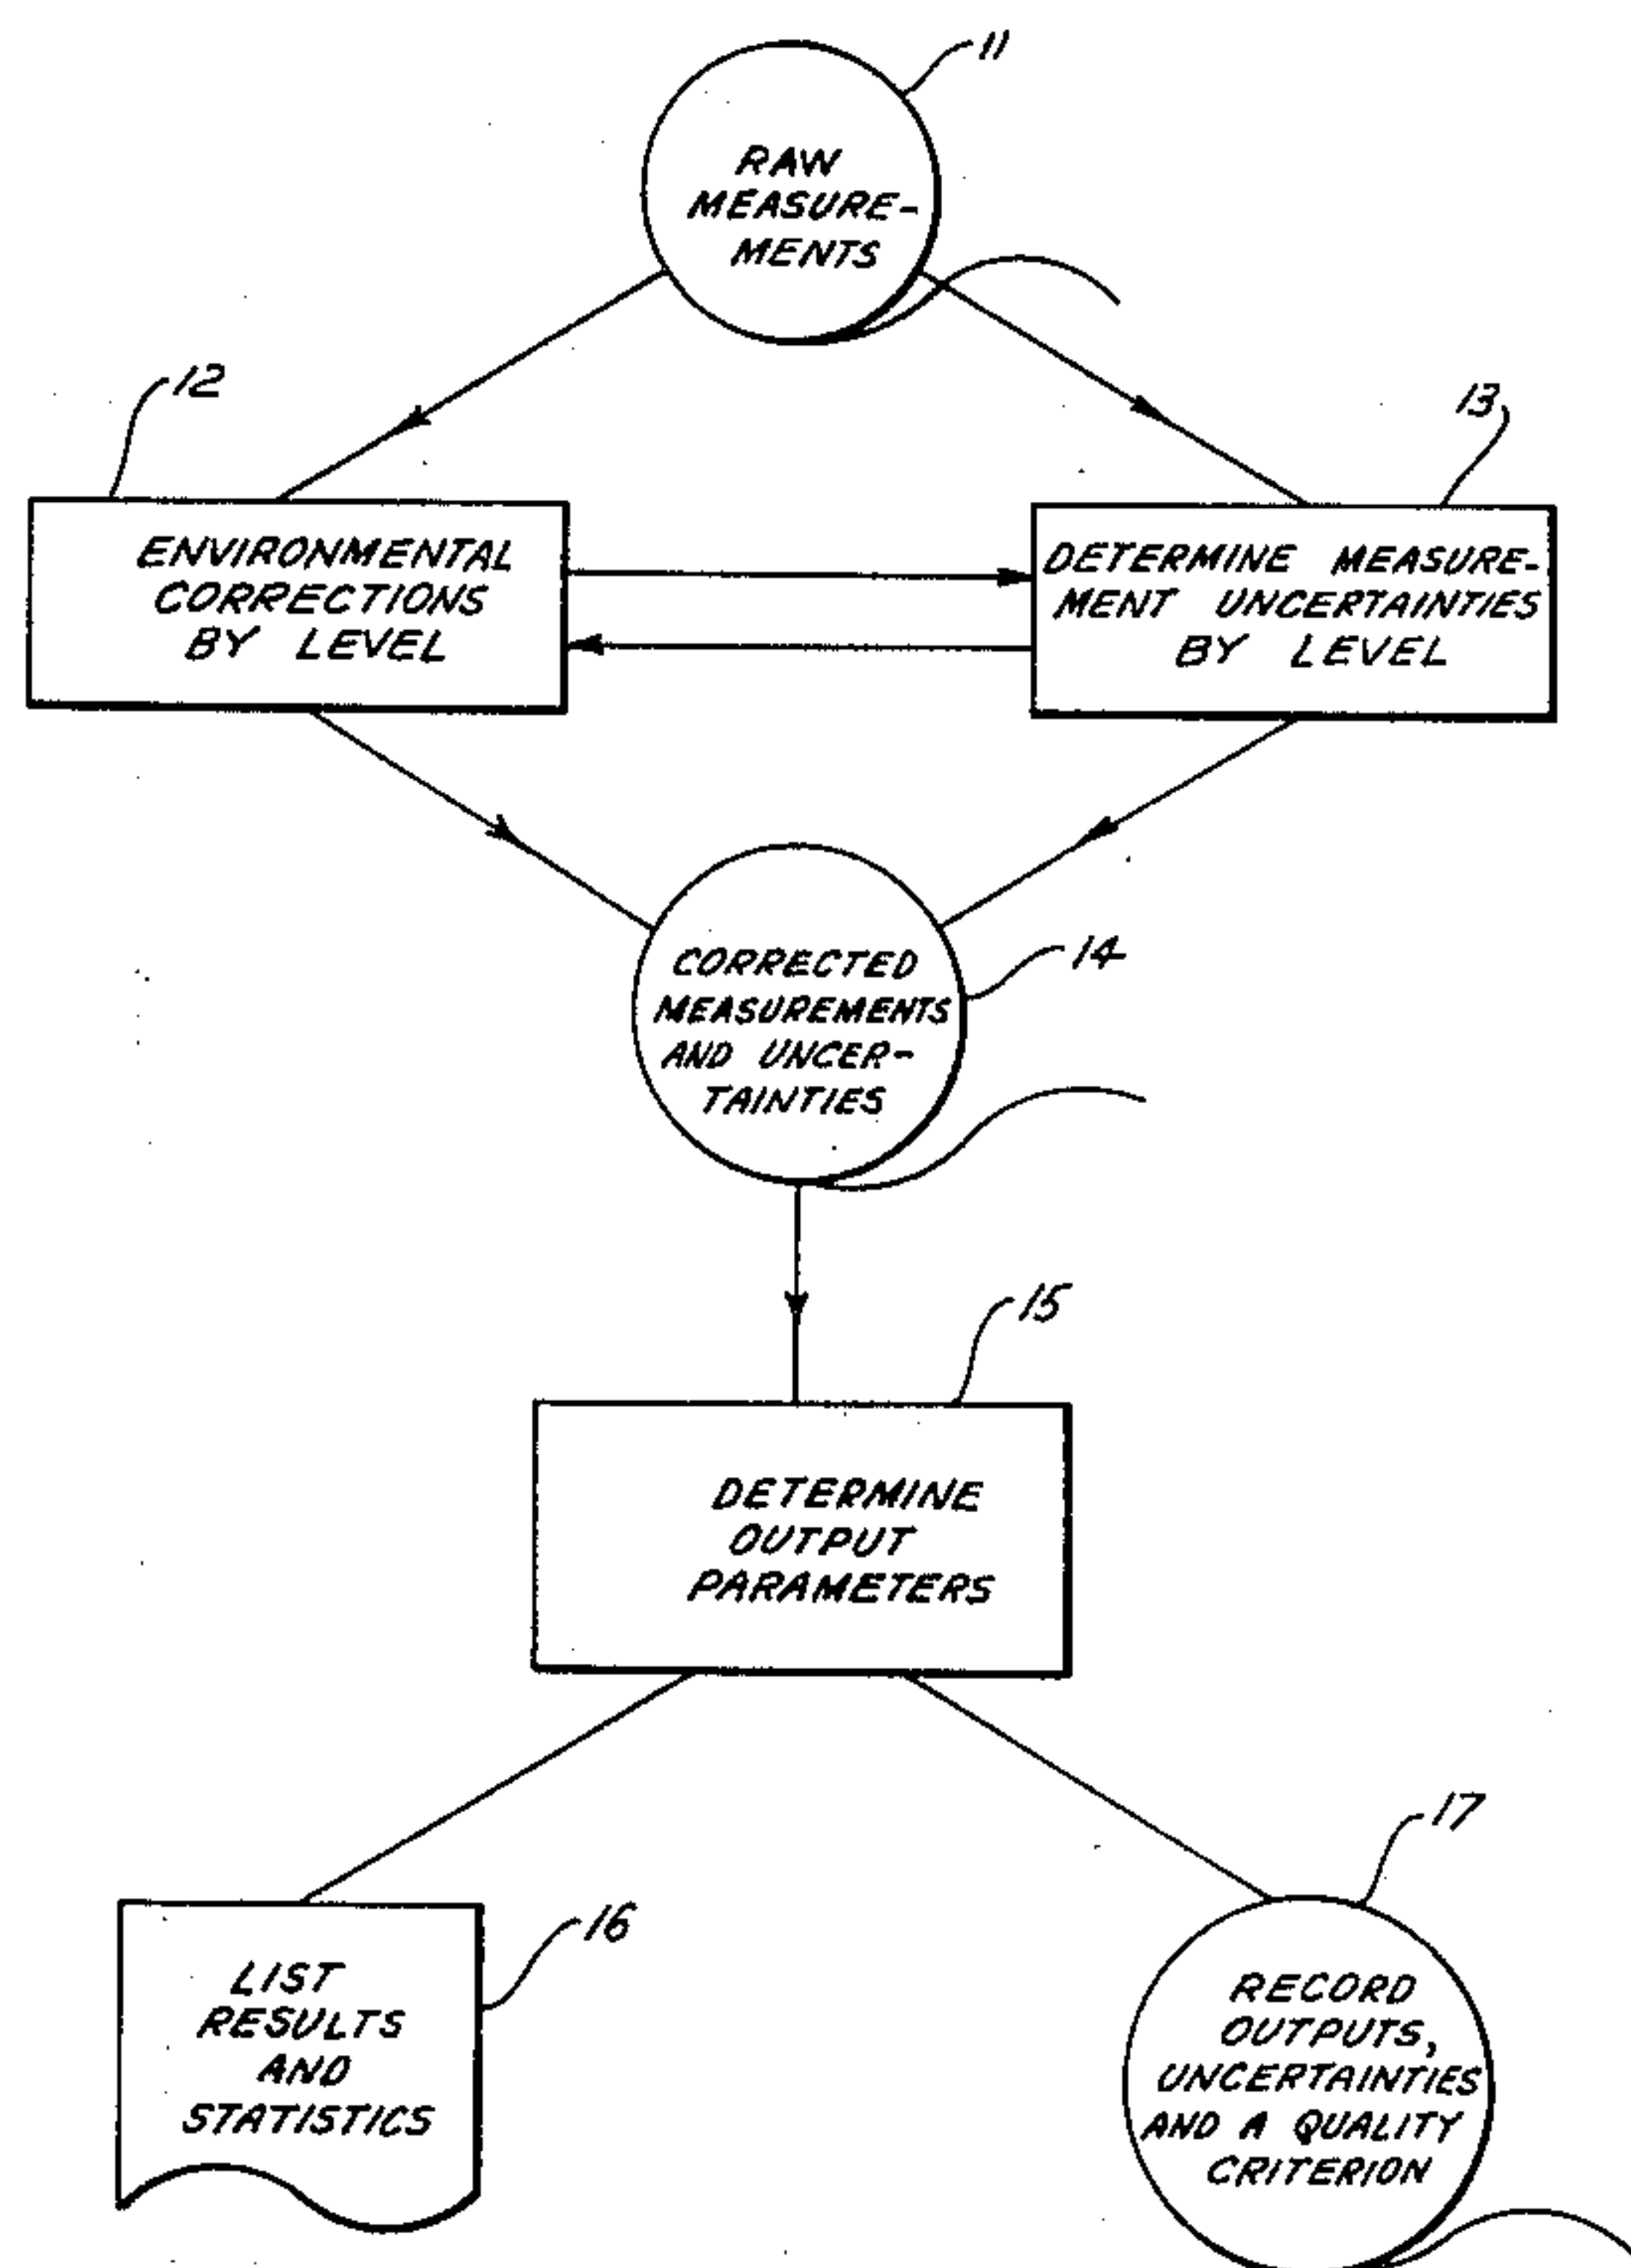 11
RAW
MEASURE-
MENTS
12
13
ENVIRONMENTAL
CORRECTIONS
BY LEVEL
DETERMINE MEASURE-
MENT UNCERTAINTIES
BY LEVEL
14
CORRECTED
MEASUREMENTS
AND UNCER-
TAINTIES
15
DETERMINE
OUTPUT
PARAMETERS
16
LIST
RESULTS
AND
STATISTICS
17
RECORD
OUTPUTS,
UNCERTAINTIES
AND A QUALITY
CRITERION